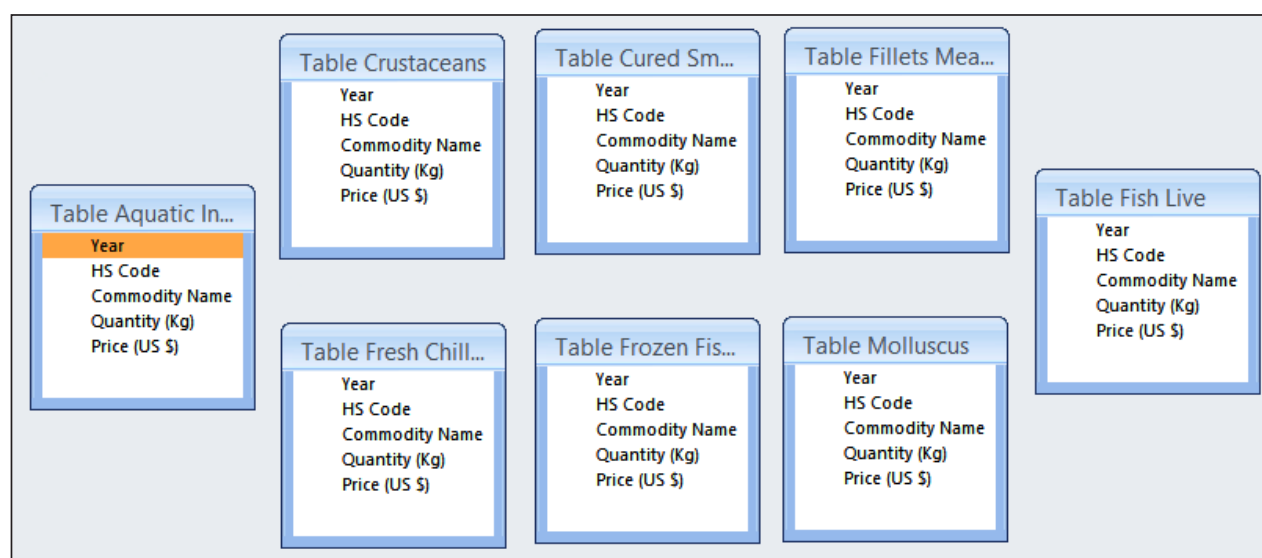 Table Aquatic In...
Year
HS Code
Commodity Name
Quantity (Kg)
Price (US $)
Table Crustaceans
Year
HS Code
Commodity Name
Quantity (Kg)
Price (US $)
Table Cured Sm...
Year
HS Code
Commodity Name
Quantity (Kg)
Price (US $)
Table Fillets Mea...
Year
HS Code
Commodity Name
Quantity (Kg)
Price (US $)
Table Fish Live
Year
HS Code
Commodity Name
Quantity (Kg)
Price (US $)
Table Fresh Chill...
Year
HS Code
Commodity Name
Quantity (Kg)
Price (US $)
Table Frozen Fis...
Year
HS Code
Commodity Name
Quantity (Kg)
Price (US $)
Table Molluscus
Year
HS Code
Commodity Name
Quantity (Kg)
Price (US $)